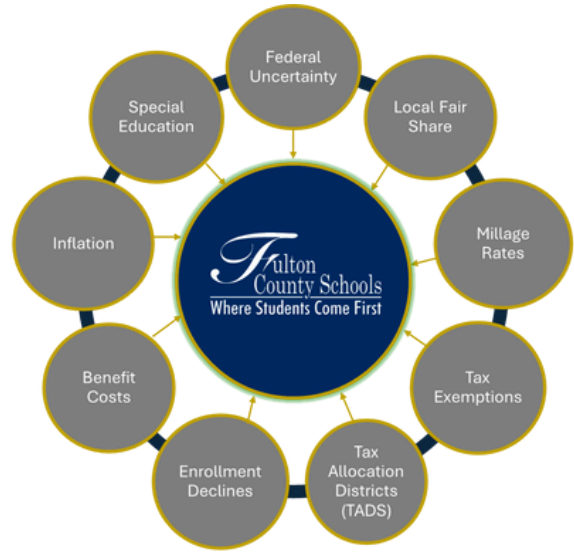 Federal
Uncertainty
Local Fair
Share
Millage
Rates
Tax
Exemptions
Tax
Allocation
Districts
(TADS)
Enrollment
Declines
Benefit
Costs
Inflation
Special
Education
Fulton
County Schools
Where Students Come First